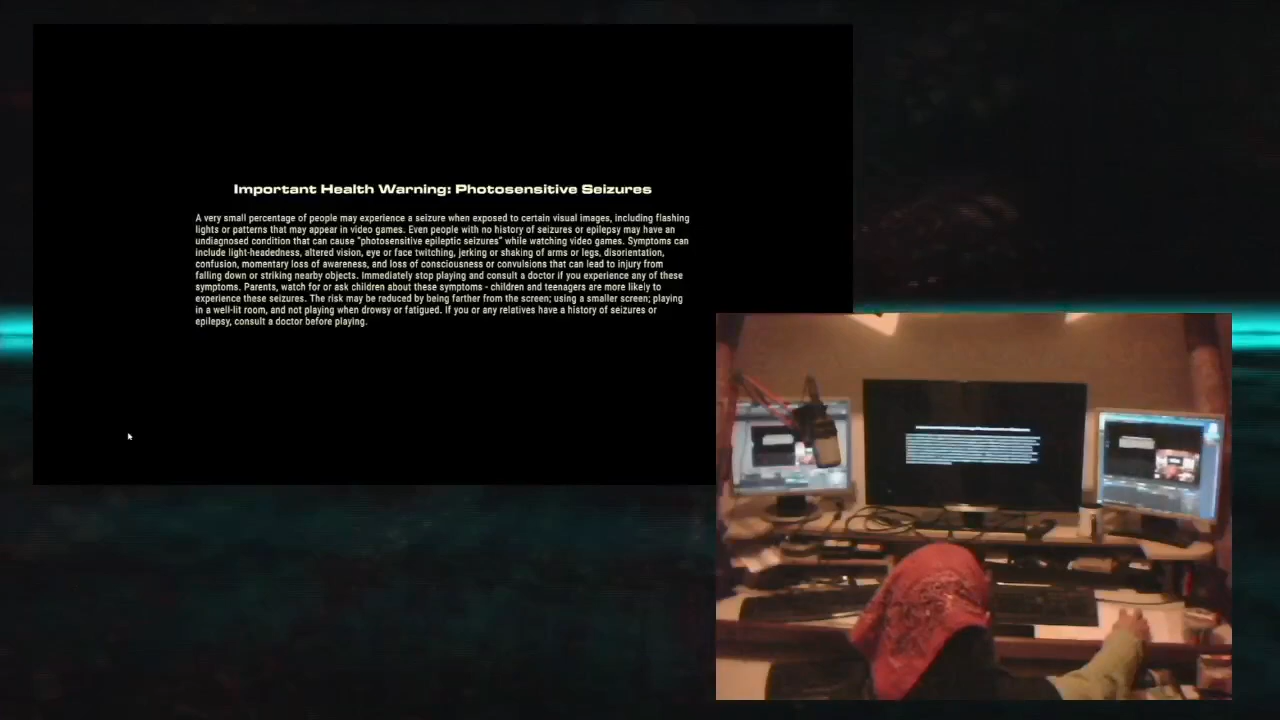 Important Health Warning: Photosensitive Seizures
A very small percentage of people may experience a seizure when exposed to certain visual images, including flashing
lights or patterns that may appear in video games. Even people with no history of seizures or epilepsy may have an
undiagnosed condition that can cause "photosensitive epileptic seizures" while watching video games. Symptoms can
include light-headedness, altered vision, eye or face twitching, jerking or shaking of arms or legs, disorientation,
confusion, momentary loss of awareness, and loss of consciousness or convulsions that can lead to injury from
falling down or striking nearby objects. Immediately stop playing and consult a doctor if you experience any of these
symptoms. Parents, watch for or ask children about these symptoms - children and teenagers are more likely to
experience these seizures. The risk may be reduced by being farther from the screen; using a smaller screen; playing
in a well-lit room, and not playing when drowsy or fatigued. If you or any relatives have a history of seizures or
epilepsy, consult a doctor before playing.